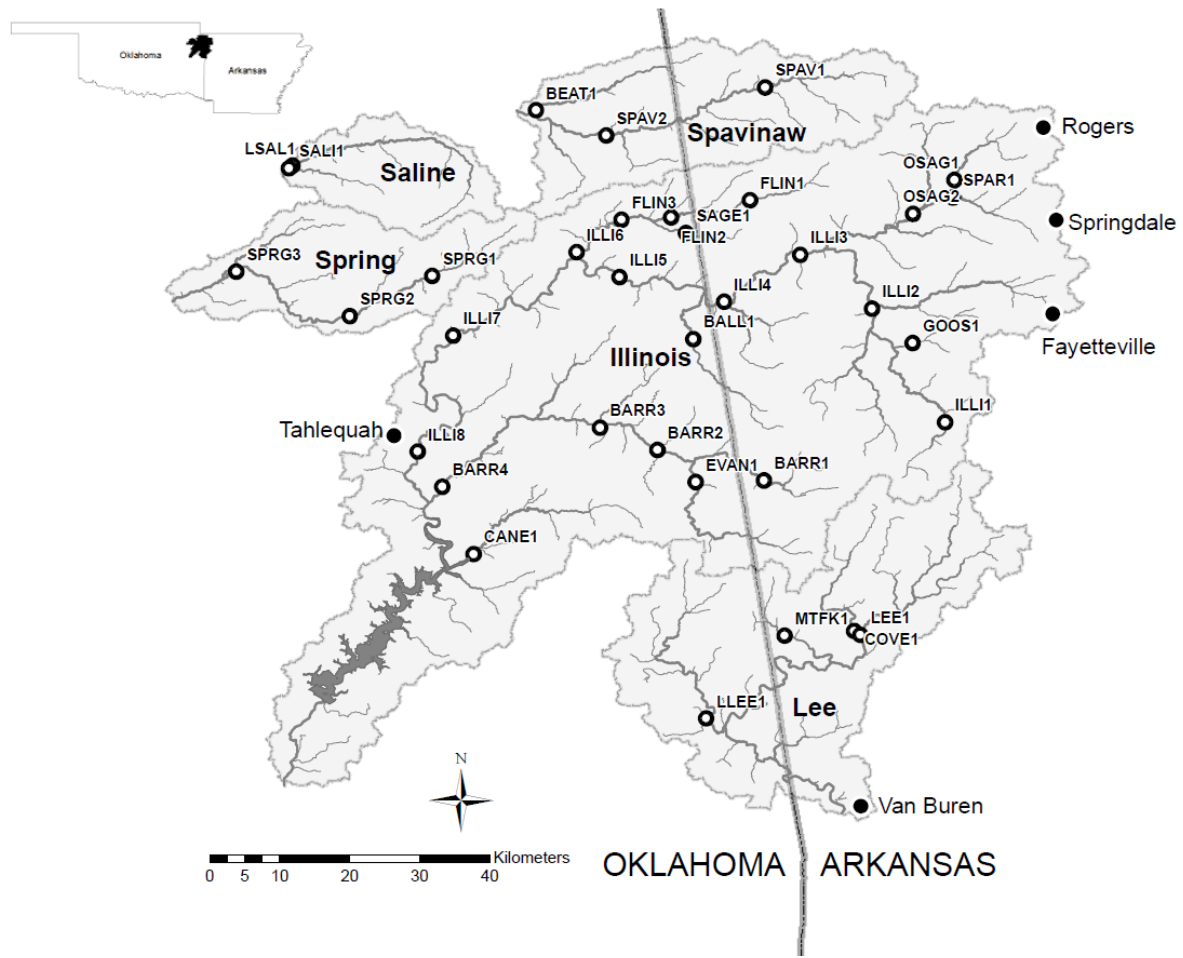 Oklahoma
Arkansas
SPAV1
BEAT1
SPAV2
Spavinaw
Rogers
LSAL1
SALI1
Saline
OSAG1
SPAR1
OSAG2
FLIN1
FLIN3
SAGE1
Springdale
FLIN2
ILLI6
ILLI3
SPRG3
Spring
SPRG1
ILLI5
ILLI4
ILLI2
SPRG2
ILLI7
BALL1
GOOS1
Illinois
Fayetteville
ILLI1
BARR3
Tahlequah
ILLI8
BARR2
EVAN1
BARR1
BARR4
CANE1
MTFK1
LEE1
COVE1
LLEE1
Lee
N
Van Buren
Kilometers
0 5 10 20 30 40
OKLAHOMA
ARKANSAS